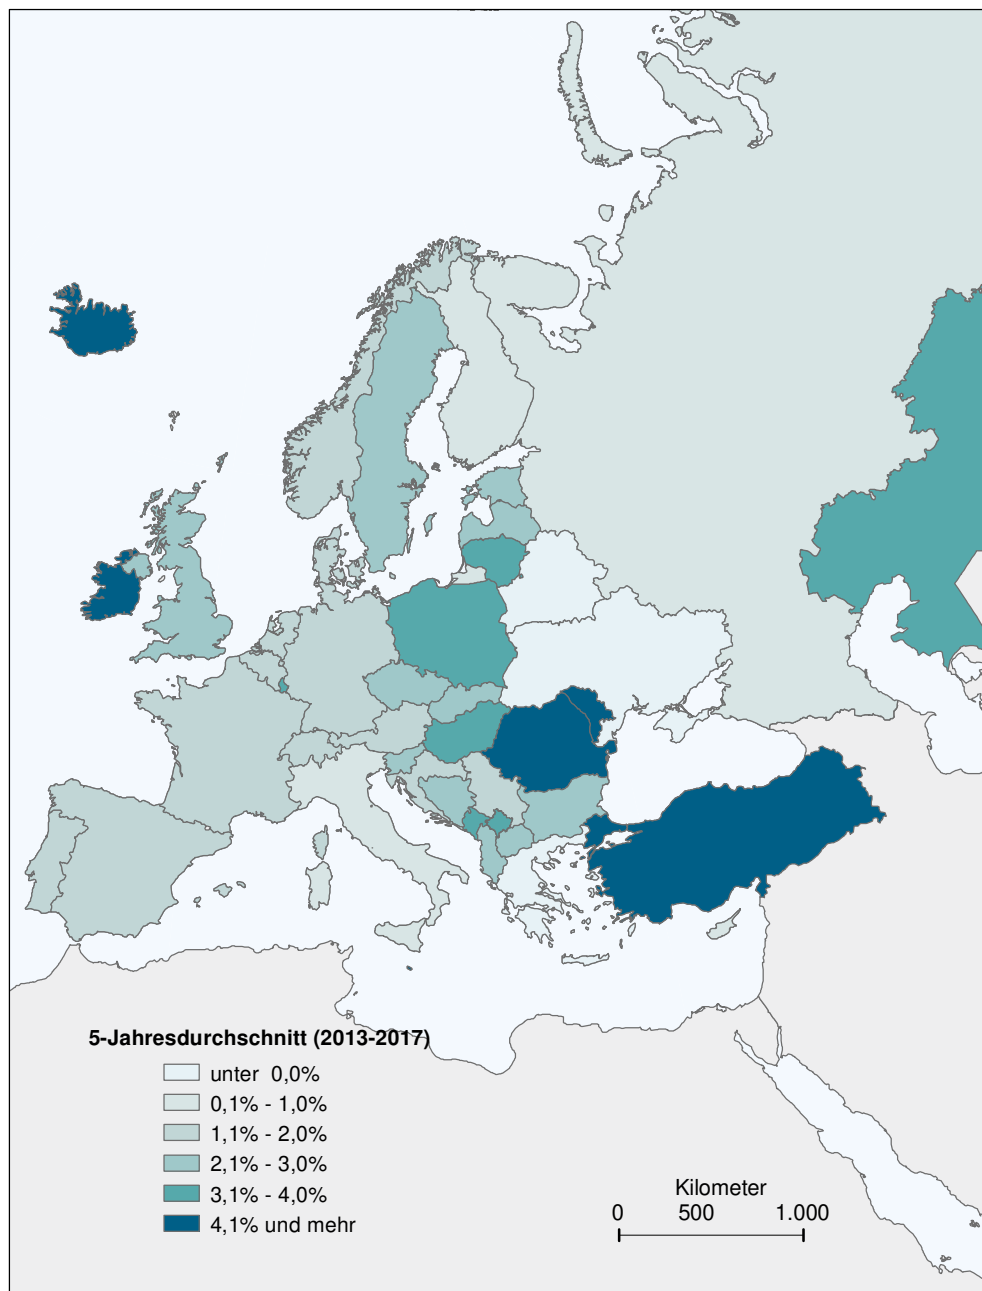 5-Jahresdurchschnitt (2013-2017)
unter 0,0%
0,1% - 1,0%
1,1% - 2,0%
2,1% - 3,0%
3,1% - 4,0%
4,1% und mehr
Kilometer
0 500 1.000